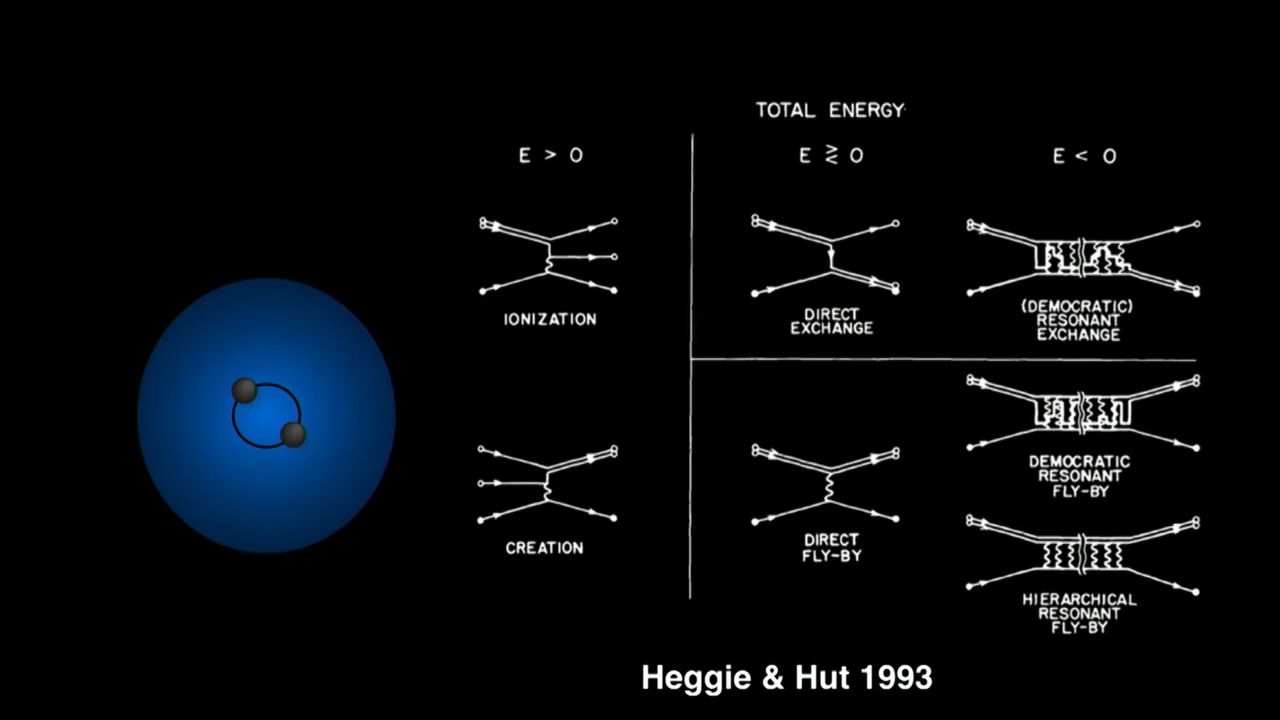 TOTAL ENERGY
E > 0
E ≷ 0
E < 0
IONIZATION
DIRECT
EXCHANGE
(DEMOCRATIC)
RESONANT
EXCHANGE
CREATION
DIRECT
FLY-BY
DEMOCRATIC
RESONANT
FLY-BY
HIERARCHICAL
RESONANT
FLY-BY
Heggie & Hut 1993